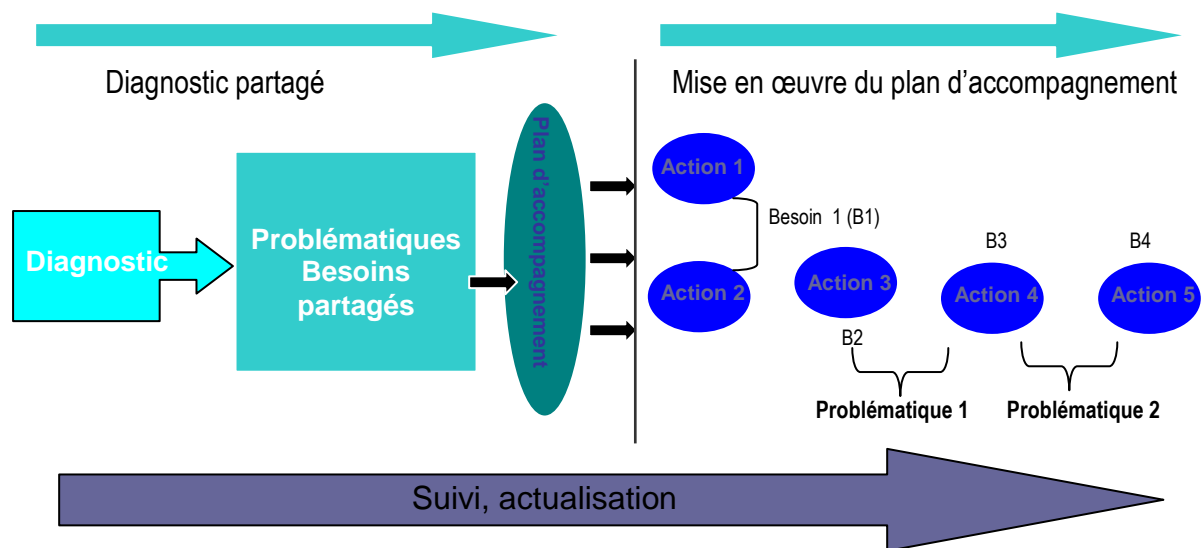 Diagnostic partagé
Mise en œuvre du plan d’accompagnement
Diagnostic
Problématiques
Besoins
partagés
Plan d’accompagnement
Action 1
Besoin 1 (B1)
Action 2
Action 3
B2
B3
Action 4
B4
Action 5
Problématique 1
Problématique 2
Suivi, actualisation